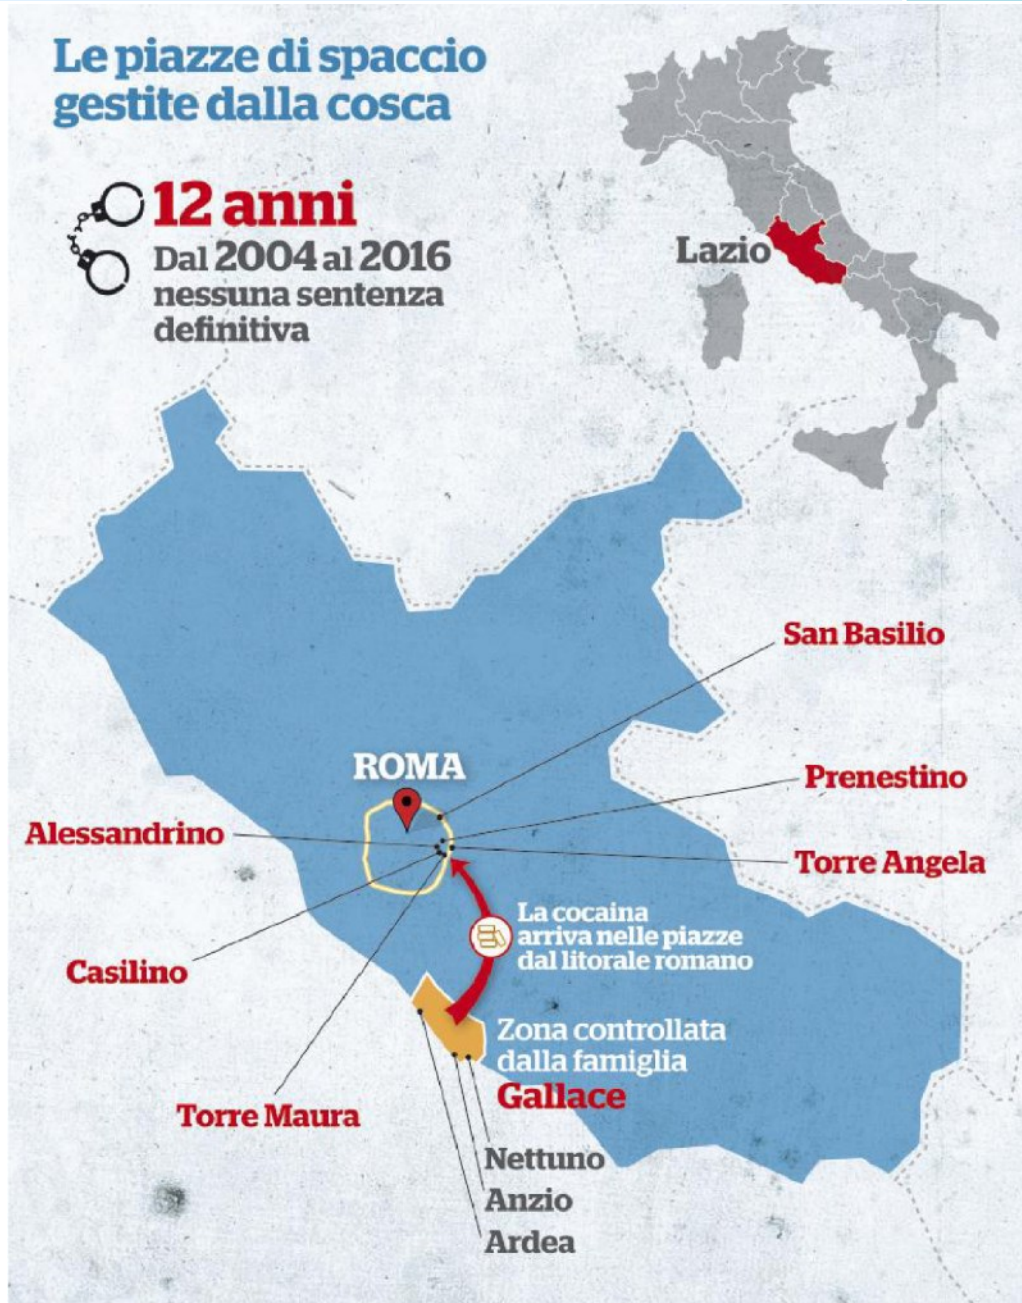 Le piazze di spaccio
gestite dalla cosca
12 anni
Dal 2004 al 2016
nessuna sentenza
definitiva
Lazio
San Basilio
ROMA
Prenestino
Alessandrino
Torre Angela
La cocaina
arriva nelle piazze
dal litorale romano
Casilino
Zona controllata
dalla famiglia
Gallace
Torre Maura
Nettuno
Anzio
Ardea